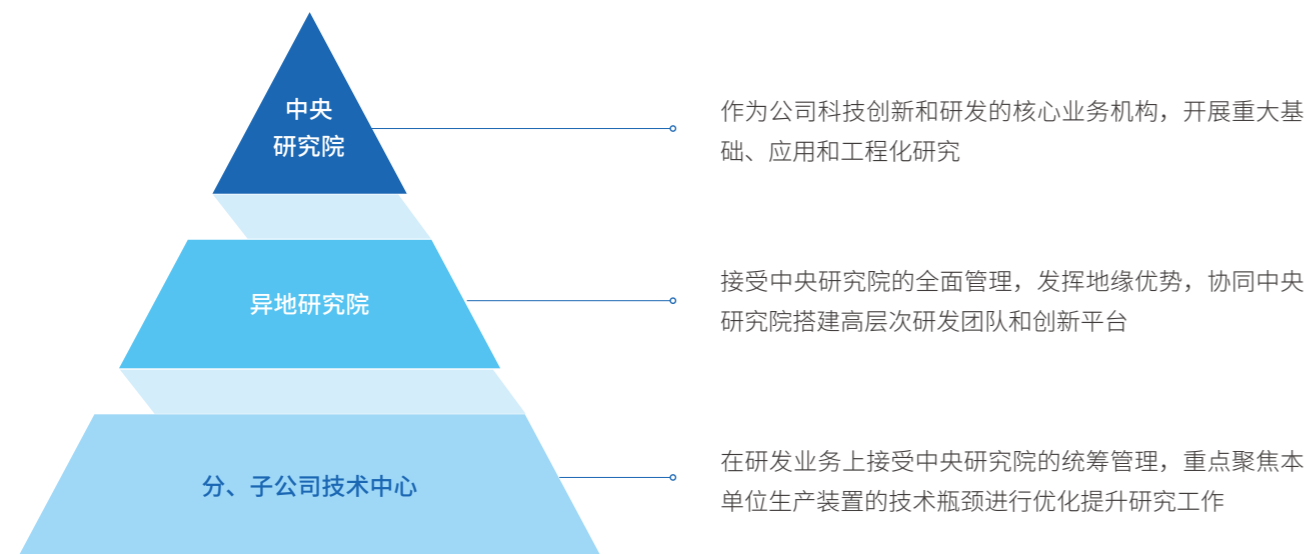 中央
研究院
作为公司科技创新和研发的核心业务机构，开展重大基
础、应用和工程化研究
异地研究院
接受中央研究院的全面管理，发挥地缘优势，协同中央
研究院搭建高层次研发团队和创新平台
分、子公司技术中心
在研发业务上接受中央研究院的统筹管理，重点聚焦本
单位生产装置的技术瓶颈进行优化提升研究工作